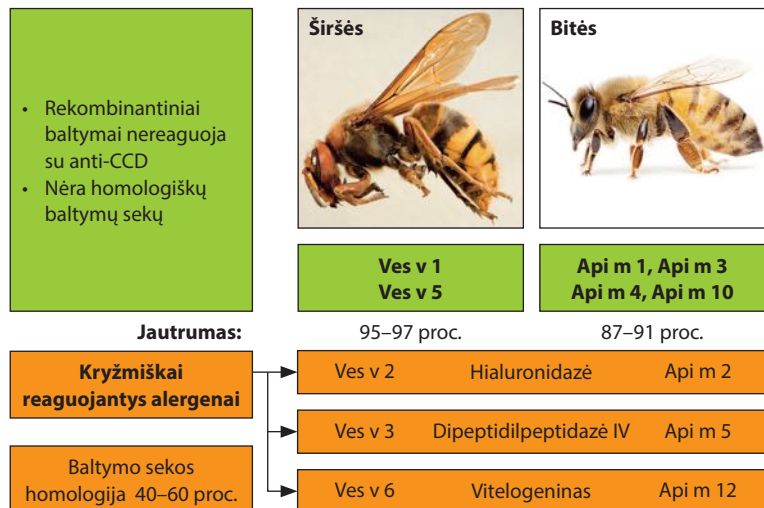 • Rekombinantiniai
baltymai nereaguoja
su anti-CCD
• Nėra homologiškų
baltymų sekų
Širšės
Bitės
Ves v 1
Ves v 5
Api m 1, Api m 3
Api m 4, Api m 10
Jautrumas: 95–97 proc. 87–91 proc.
Kryžmiškai
reaguojantys alergenai
Ves v 2 Hialuronidazė Api m 2
Ves v 3 Dipeptidilpeptidazė IV Api m 5
Baltymo sekos
homologija 40–60 proc.
Ves v 6 Vitelogeninas Api m 12